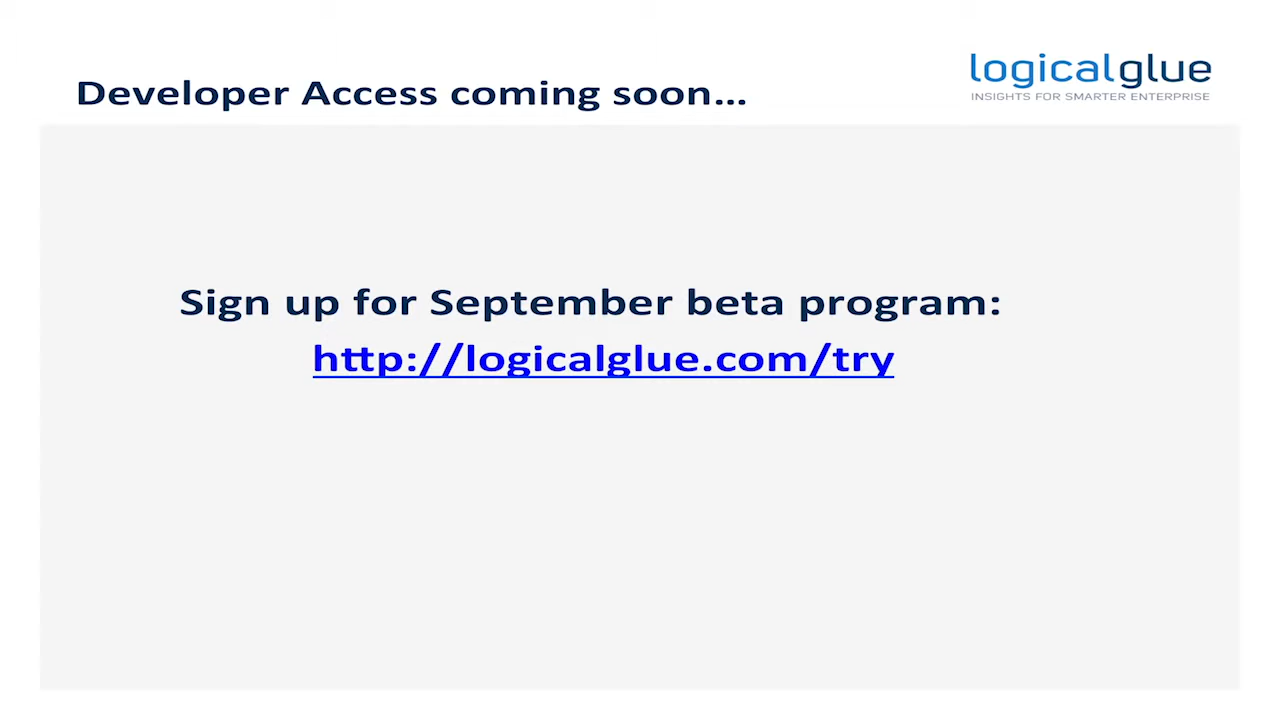 Developer Access coming soon...
logicalglue
INSIGHTS FOR SMARTER ENTERPRISE
Sign up for September beta program:
http://logicalglue.com/try